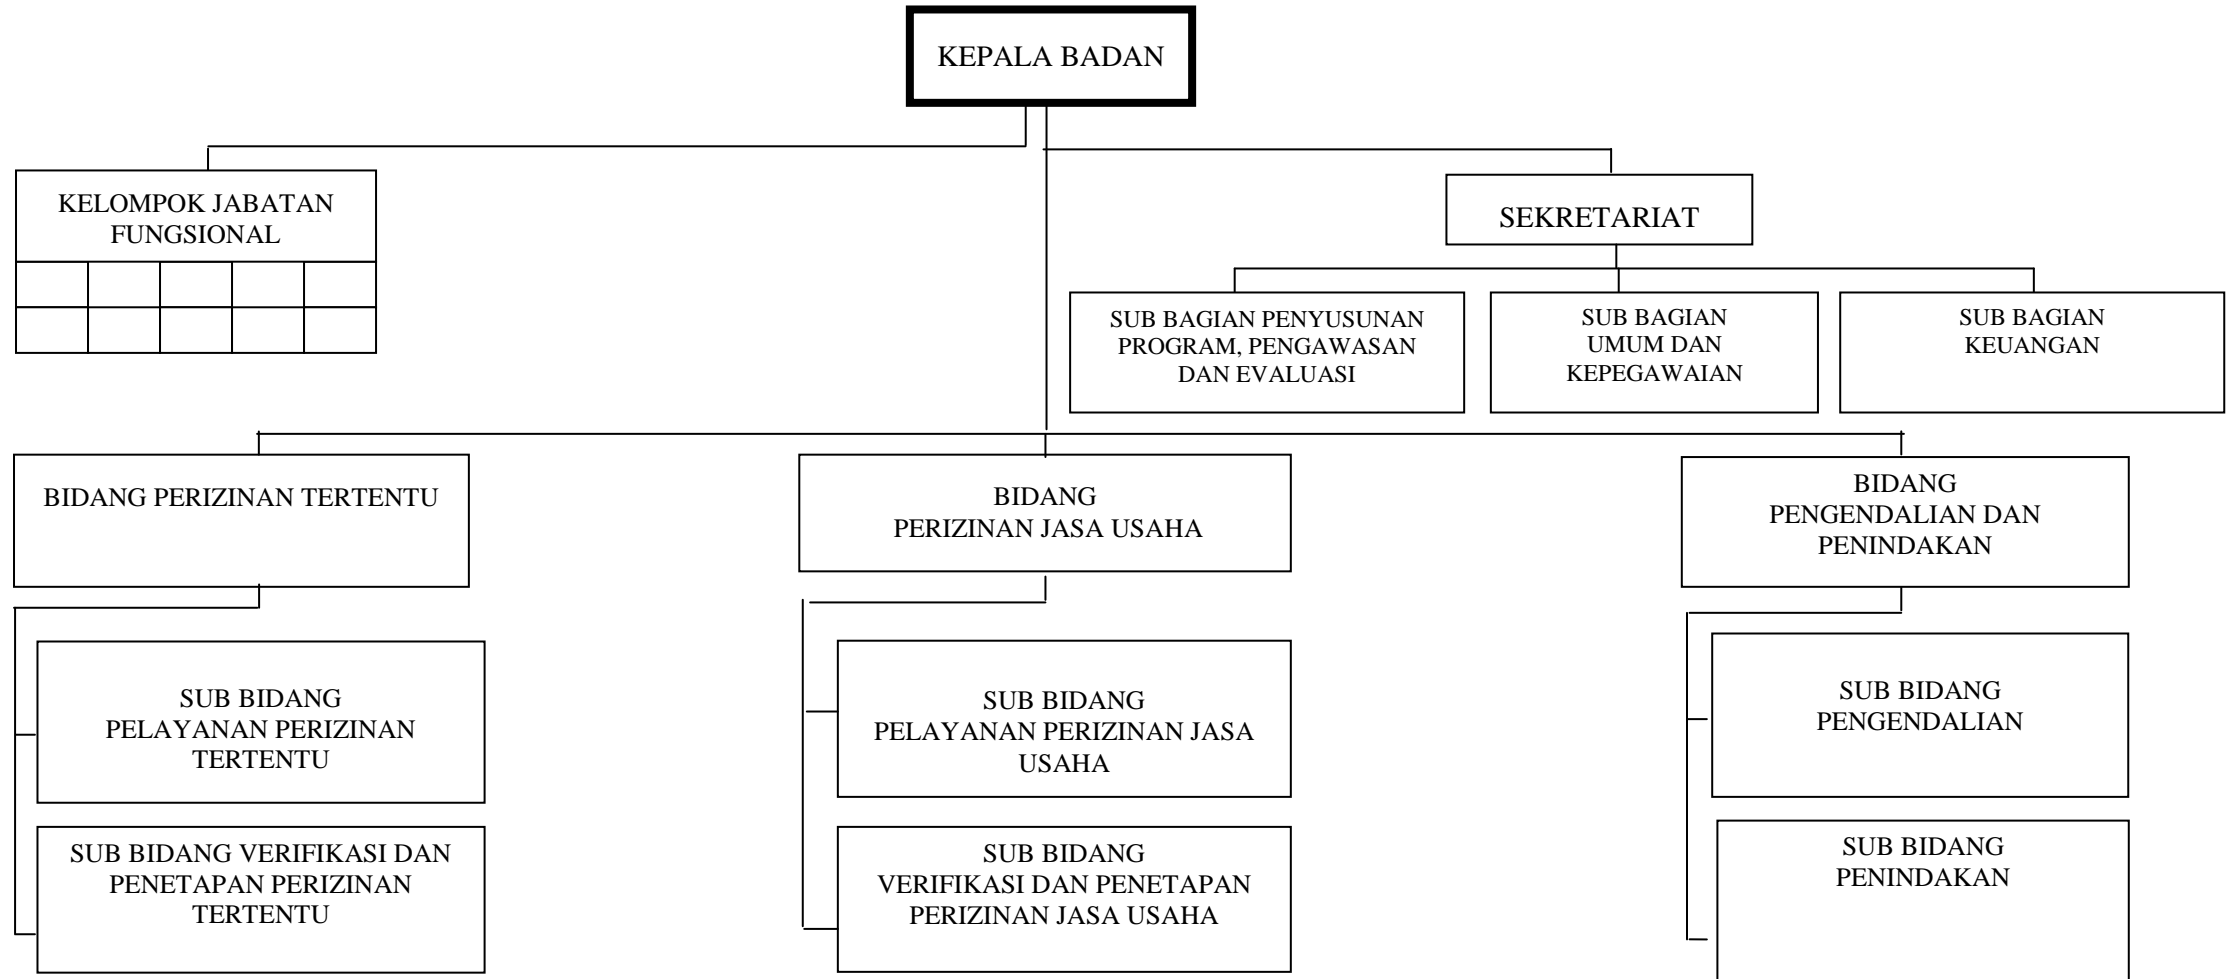 KEPALA BADAN
KELOMPOK JABATAN
FUNGSIONAL
SEKRETARIAT
SUB BAGIAN PENYUSUNAN
PROGRAM, PENGAWASAN
DAN EVALUASI
SUB BAGIAN
UMUM DAN
KEPEGAWAIAN
SUB BAGIAN
KEUANGAN
BIDANG PERIZINAN TERTENTU
BIDANG
PERIZINAN JASA USAHA
BIDANG
PENGENDALIAN DAN
PENINDAKAN
SUB BIDANG
PELAYANAN PERIZINAN
TERTENTU
SUB BIDANG
PELAYANAN PERIZINAN JASA
USAHA
SUB BIDANG
PENGENDALIAN
SUB BIDANG VERIFIKASI DAN
PENETAPAN PERIZINAN
TERTENTU
SUB BIDANG
VERIFIKASI DAN PENETAPAN
PERIZINAN JASA USAHA
SUB BIDANG
PENINDAKAN